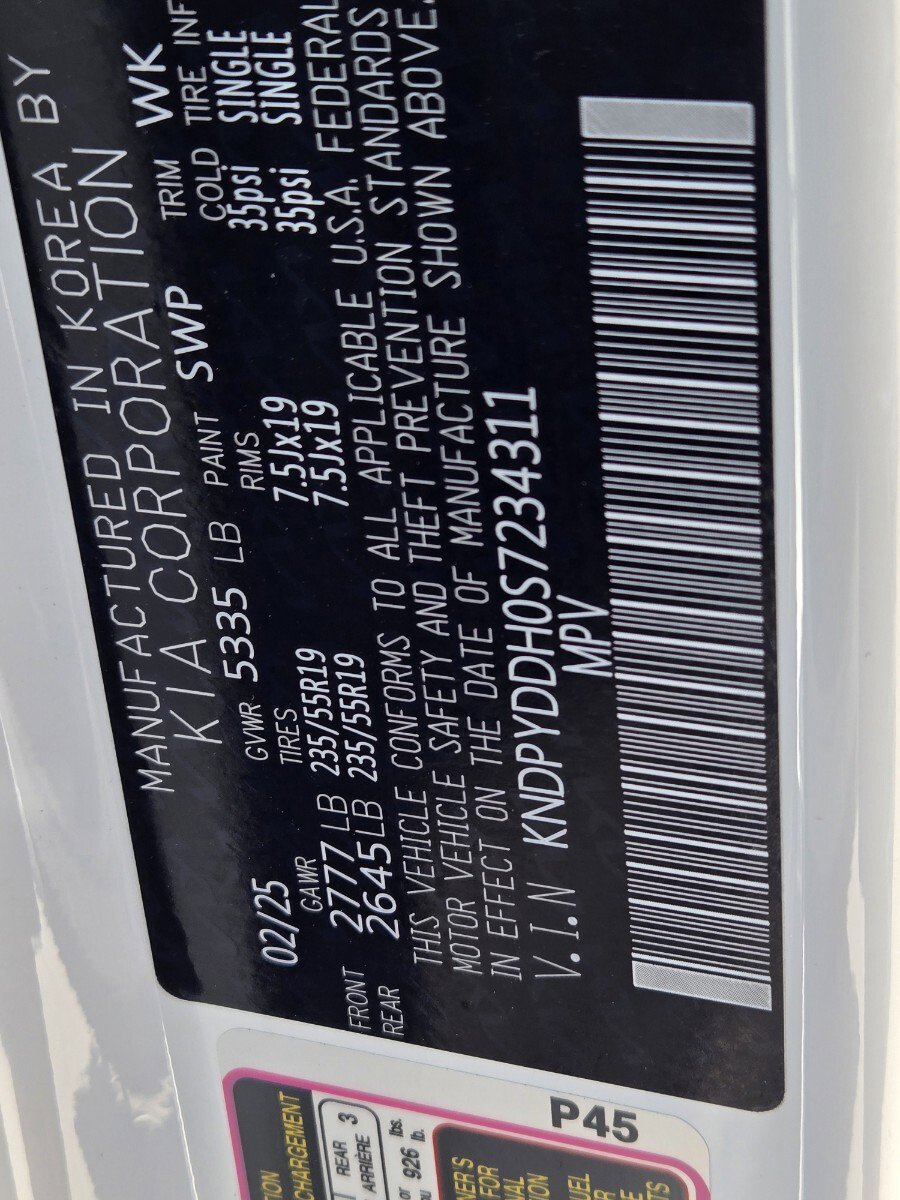 MANUFACTURED IN KOREA BY
KIA CORPORATION WK
GVWR 5335 LB PAINT SWP TRIM
02/25 TIRES RIMS COLD TIRE INF
GAWR
FRONT 2777 LB 235/55R19 7.5Jx19 35psi SINGLE
REAR 2645 LB 235/55R19 7.5Jx19 35psi SINGLE
THIS VEHICLE CONFORMS TO ALL APPLICABLE U.S.A. FEDERAL
MOTOR VEHICLE SAFETY AND THEFT PREVENTION STANDARDS
IN EFFECT ON THE DATE OF MANUFACTURE SHOWN ABOVE.
V.I.N KNDPYDDH0S7234311
MPV
P45
CHARGEMENT
REAR 3
ARRIÈRE
926 lbs.
lb.